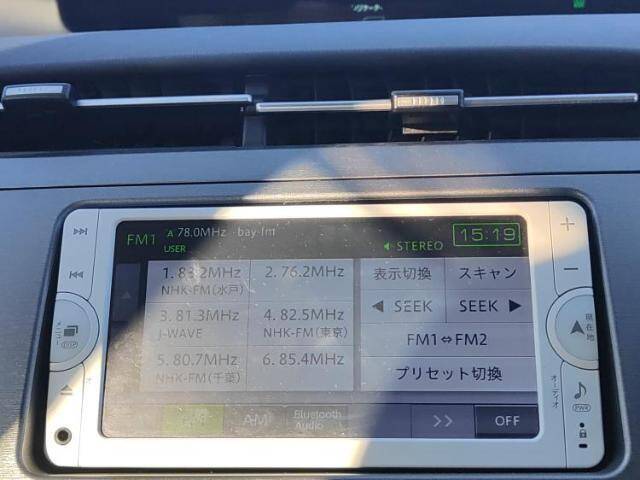 FM1 A 78.0MHz bay-fm
USER
STEREO 15:19
1. 83.2MHz
NHK-FM(水戸)
2. 76.2MHz
3. 81.3MHz
J-WAVE
4. 82.5MHz
NHK-FM(東京)
5. 80.7MHz
NHK-FM(千葉)
6. 85.4MHz
表示切換 スキャン
◀ SEEK SEEK ▶
FM1⇔FM2
プリセット切換
AM
Bluetooth
Audio
>>
OFF
DISP
+
−
現在地
オーディオ
PWR